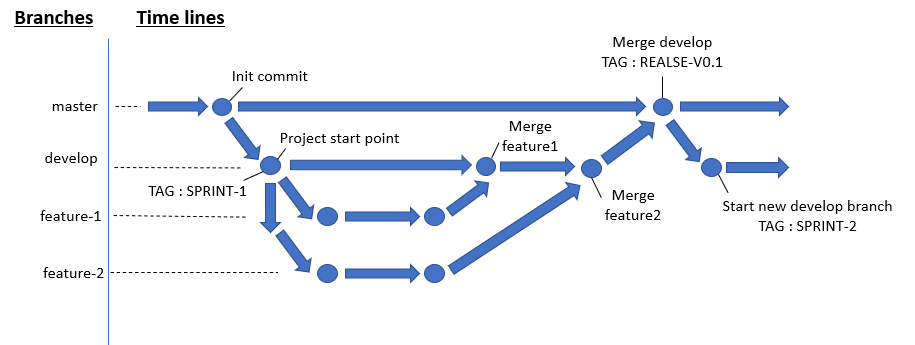 Branches
Time lines
Merge develop
TAG : REALSE-V0.1
Init commit
master
Project start point
Merge
feature1
develop
TAG : SPRINT-1
Merge
feature2
Start new develop branch
TAG : SPRINT-2
feature-1
feature-2